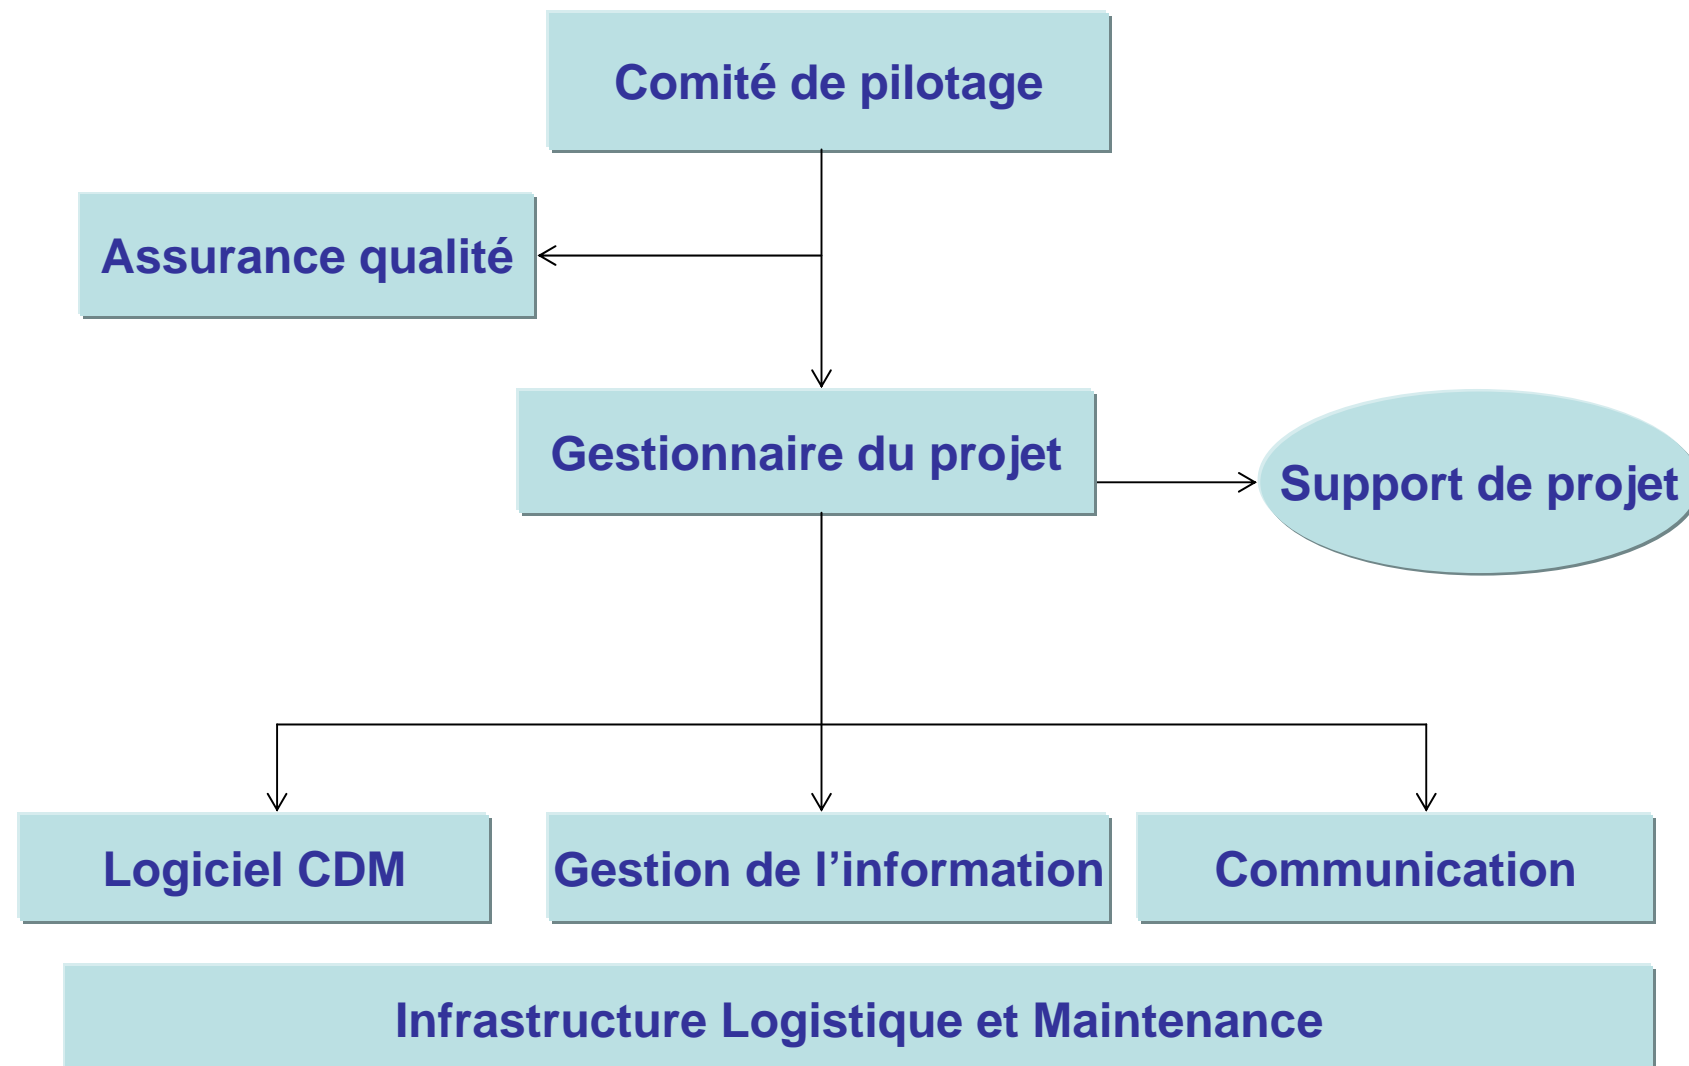 Comité de pilotage
Assurance qualité
Gestionnaire du projet
Support de projet
Logiciel CDM
Gestion de l’information
Communication
Infrastructure Logistique et Maintenance